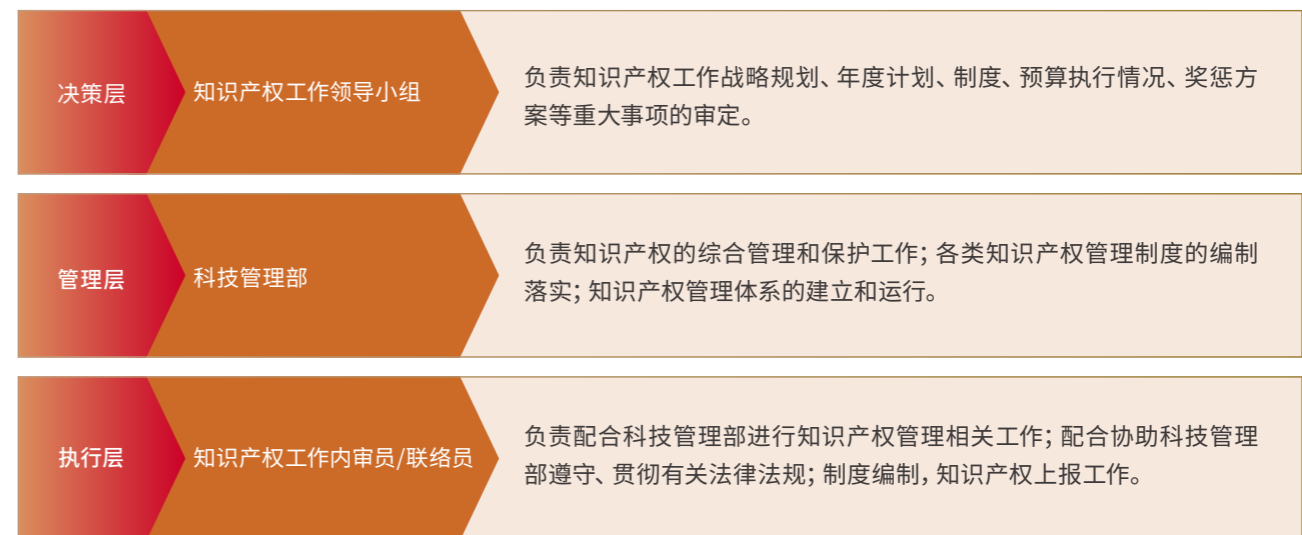 决策层
知识产权工作领导小组
负责知识产权工作战略规划、年度计划、制度、预算执行情况、奖惩方
案等重大事项的审定。
管理层
科技管理部
负责知识产权的综合管理和保护工作；各类知识产权管理制度的编制
落实；知识产权管理体系的建立和运行。
执行层
知识产权工作内审员/联络员
负责配合科技管理部进行知识产权管理相关工作；配合协助科技管理
部遵守、贯彻有关法律法规；制度编制，知识产权上报工作。